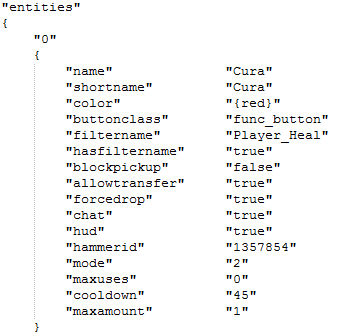 "entities"
{
"0"
{
"name" "Cura"
"shortname" "Cura"
"color" "{red}"
"buttonclass" "func_button"
"filtername" "Player_Heal"
"hasfiltername" "true"
"blockpickup" "false"
"allowtransfer" "true"
"forcedrop" "true"
"chat" "true"
"hud" "true"
"hammerid" "1357854"
"mode" "2"
"maxuses" "0"
"cooldown" "45"
"maxamount" "1"
}